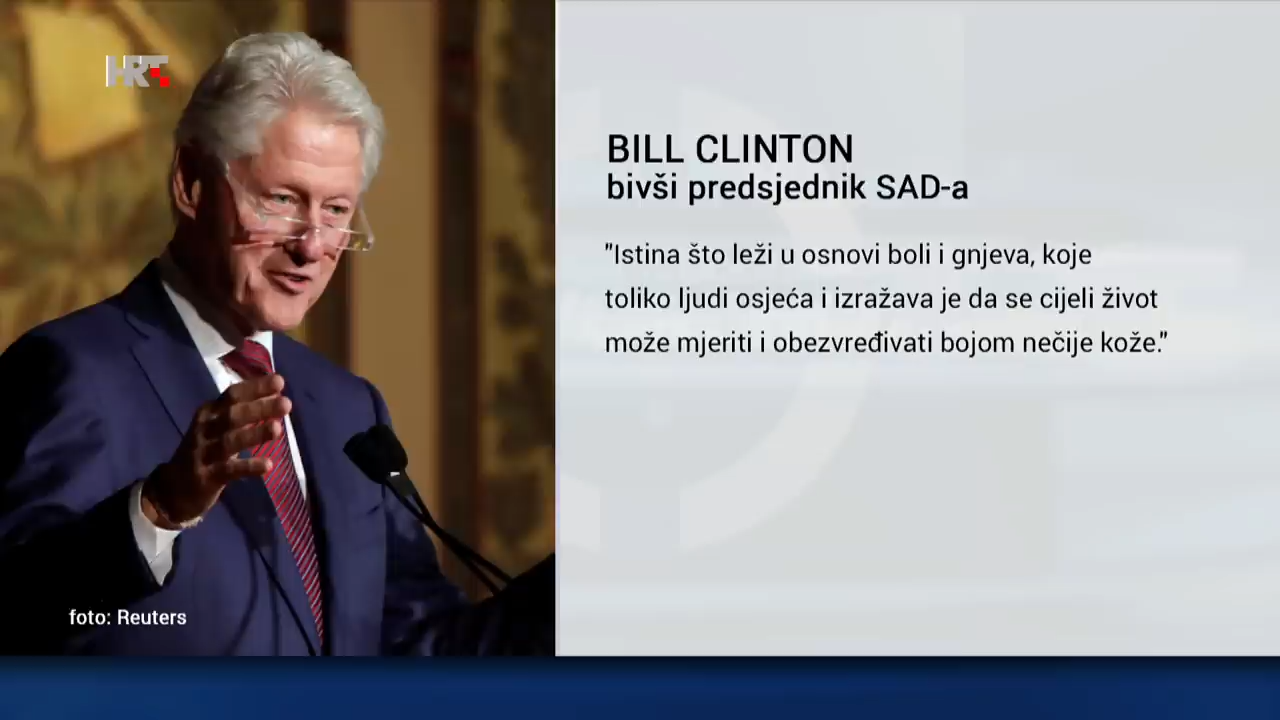 HRT
BILL CLINTON
bivši predsjednik SAD-a
"Istina što leži u osnovi boli i gnjeva, koje
toliko ljudi osjeća i izražava je da se cijeli život
može mjeriti i obezvređivati bojom nečije kože."
foto: Reuters